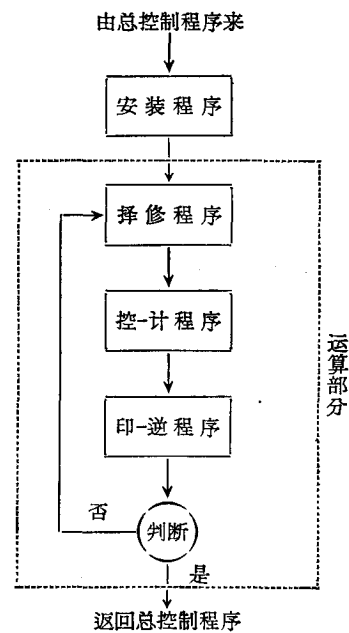 由总控制程序来
安装程序
择修程序
控-计程序
运算部分
印-逆程序
否
判断
是
返回总控制程序